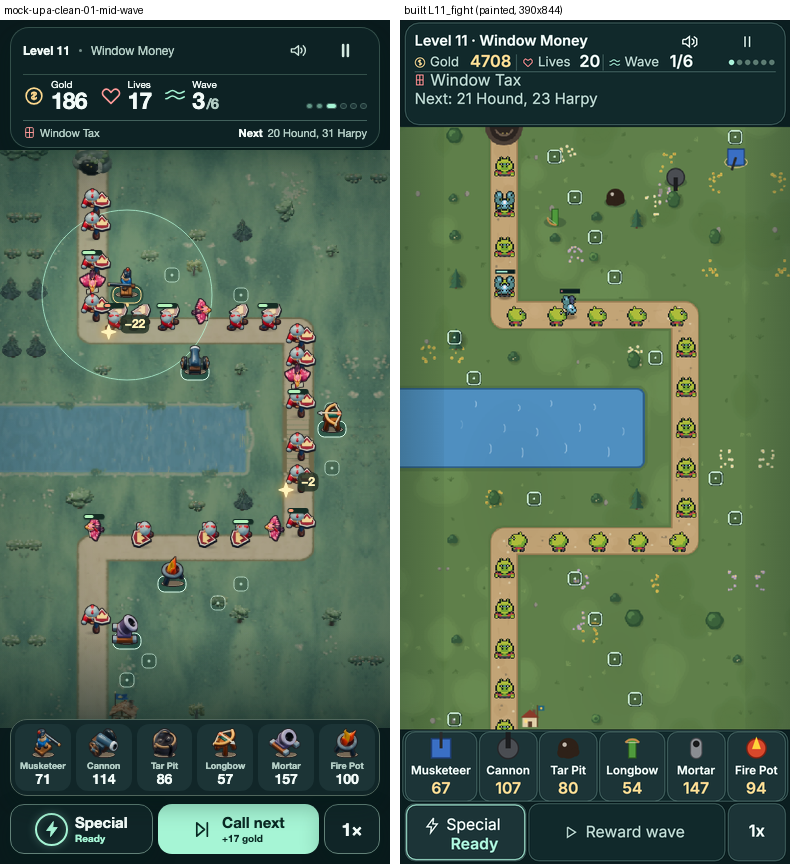 mock-up a-clean-01-mid-wave
Level 11 • Window Money
Gold
186
Lives
17
Wave
3/6
Window Tax
Next 20 Hound, 31 Harpy
-22
-2
Musketeer
71
Cannon
114
Tar Pit
86
Longbow
57
Mortar
157
Fire Pot
100
Special
Ready
Call next
+17 gold
1x
built L11_fight (painted, 390x844)
Level 11 · Window Money
Gold 4708
Lives 20
Wave 1/6
Window Tax
Next: 21 Hound, 23 Harpy
Musketeer
67
Cannon
107
Tar Pit
80
Longbow
54
Mortar
147
Fire Pot
94
Special
Ready
Reward wave
1x